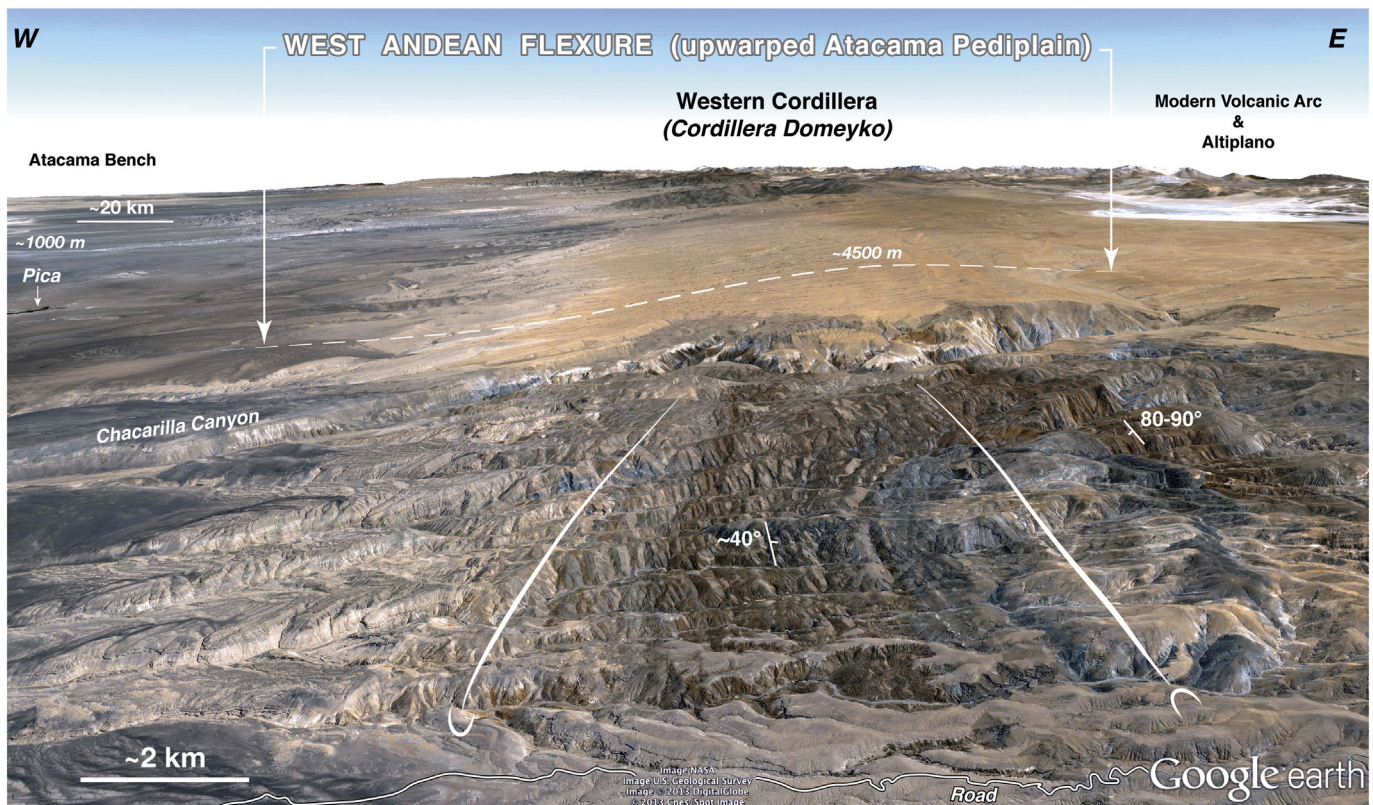 W
WEST ANDEAN FLEXURE (upwarped Atacama Pediplain)
E
Western Cordillera
(Cordillera Domeyko)
Modern Volcanic Arc
&
Altiplano
Atacama Bench
~20 km
~1000 m
Pica
~4500 m
Chacarilla Canyon
80-90°
~40°
~2 km
Image NASA
Image U.S. Geological Survey
Image © 2013 DigitalGlobe
© 2013 Cnes/Spot Image
Road
Google earth